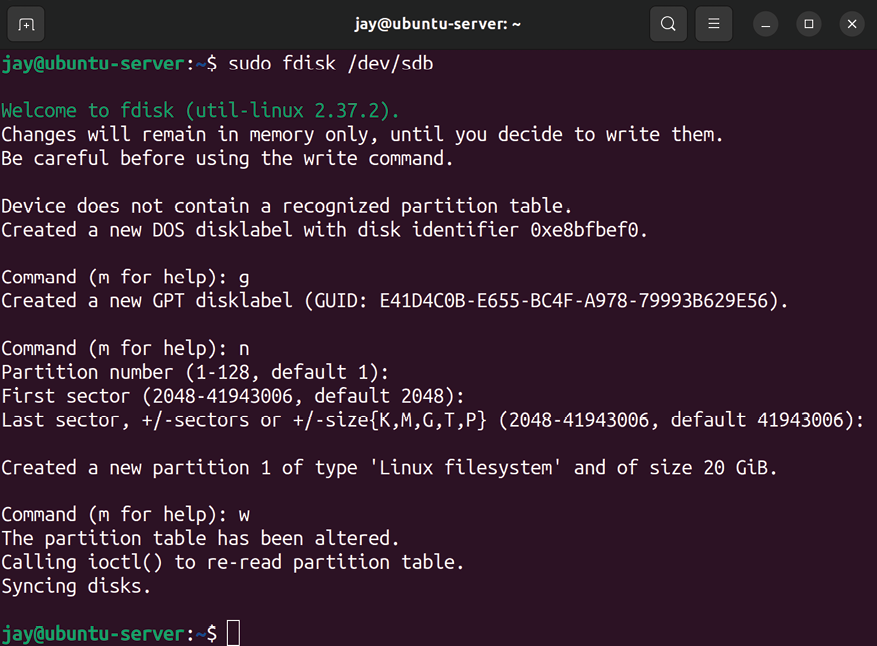 jay@ubuntu-server: ~
jay@ubuntu-server:~$ sudo fdisk /dev/sdb
Welcome to fdisk (util-linux 2.37.2).
Changes will remain in memory only, until you decide to write them.
Be careful before using the write command.
Device does not contain a recognized partition table.
Created a new DOS disklabel with disk identifier 0xe8bfbef0.
Command (m for help): g
Created a new GPT disklabel (GUID: E41D4C0B-E655-BC4F-A978-79993B629E56).
Command (m for help): n
Partition number (1-128, default 1):
First sector (2048-41943006, default 2048):
Last sector, +/-sectors or +/-size{K,M,G,T,P} (2048-41943006, default 41943006):
Created a new partition 1 of type 'Linux filesystem' and of size 20 GiB.
Command (m for help): w
The partition table has been altered.
Calling ioctl() to re-read partition table.
Syncing disks.
jay@ubuntu-server:~$